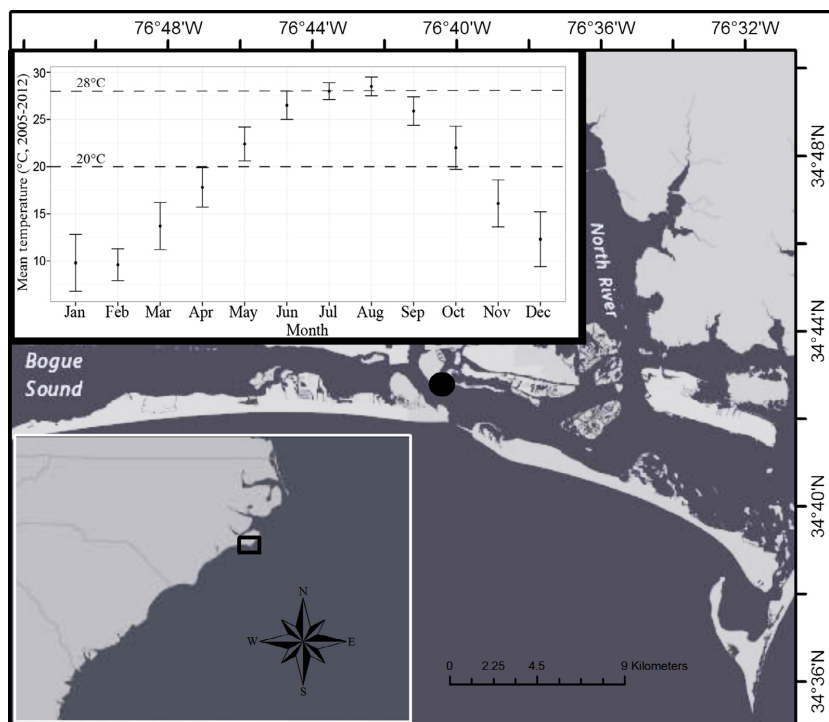 76°48'W 76°44'W 76°40'W 76°36'W 76°32'W
Mean temperature (°C, 2005-2012)
30
25
20
15
10
28°C
20°C
Jan Feb Mar Apr May Jun Jul Aug Sep Oct Nov Dec
Month
North River
34°48'N
34°44'N
34°40'N
34°36'N
Bogue
Sound
N
W E
S
0 2.25 4.5 9 Kilometers